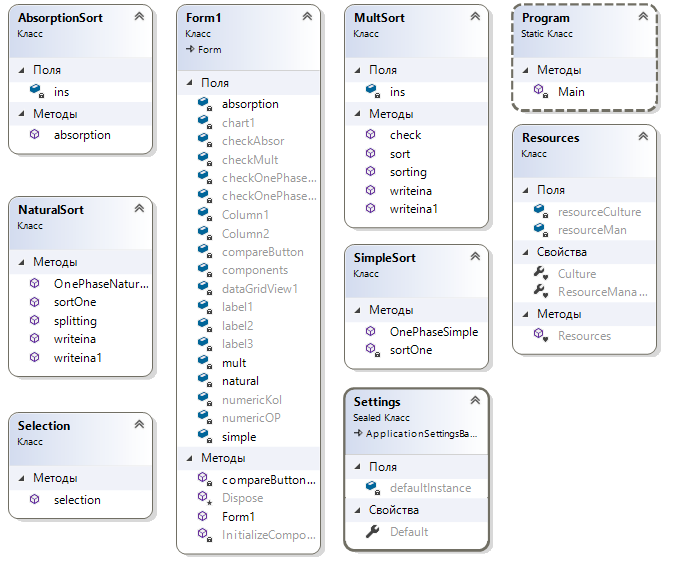 AbsorptionSort
Класс
Поля
ins
Методы
absorption
NaturalSort
Класс
Методы
OnePhaseNatur...
sortOne
splitting
writeina
writeina1
Selection
Класс
Методы
selection
Form1
Класс
Form
Поля
absorption
chart1
checkAbsor
checkMult
checkOnePhase...
checkOnePhase...
Column1
Column2
compareButton
components
dataGridView1
label1
label2
label3
mult
natural
numericKol
numericOP
simple
Методы
compareButton...
Dispose
Form1
InitializeCompo...
MultSort
Класс
Поля
ins
Методы
check
sort
sorting
writeina
writeina1
SimpleSort
Класс
Методы
OnePhaseSimple
sortOne
Settings
Sealed Класс
ApplicationSettingsBa...
Поля
defaultInstance
Свойства
Default
Program
Static Класс
Методы
Main
Resources
Класс
Поля
resourceCulture
resourceMan
Свойства
Culture
ResourceMana...
Методы
Resources